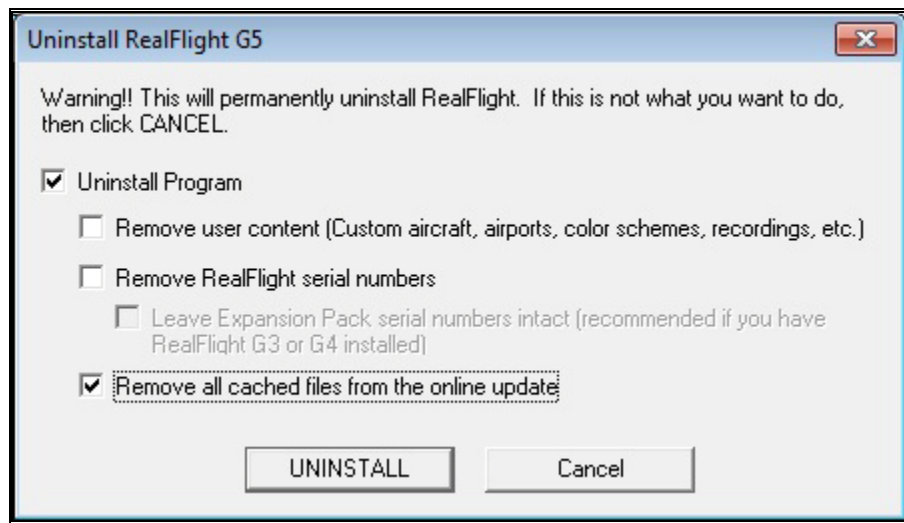 Uninstall RealFlight G5
Warning!! This will permanently uninstall RealFlight. If this is not what you want to do,
then click CANCEL.
Uninstall Program
Remove user content (Custom aircraft, airports, color schemes, recordings, etc.)
Remove RealFlight serial numbers
Leave Expansion Pack serial numbers intact (recommended if you have
RealFlight G3 or G4 installed)
Remove all cached files from the online update
UNINSTALL Cancel